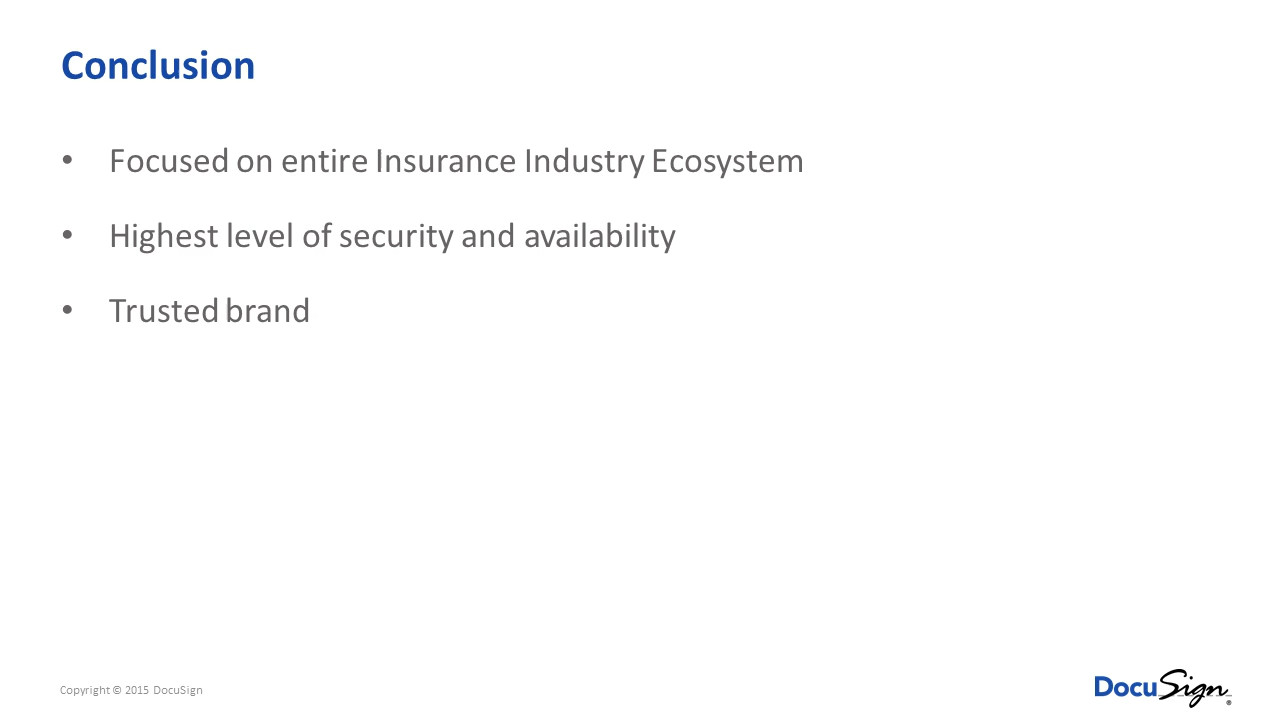 Conclusion
• Focused on entire Insurance Industry Ecosystem
• Highest level of security and availability
• Trusted brand
Copyright © 2015 DocuSign
DocuSign®